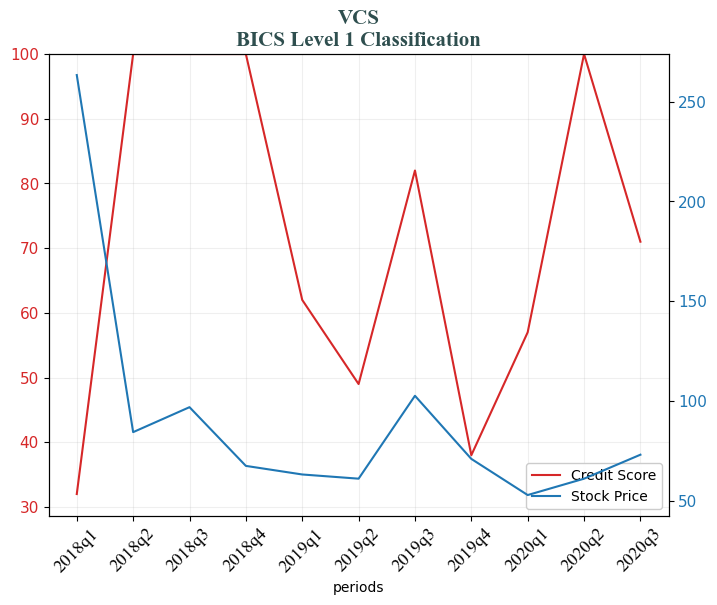 VCS
BICS Level 1 Classification
100
90
80
70
60
50
40
30
250
200
150
100
50
Credit Score
Stock Price
2018q1
2018q2
2018q3
2018q4
2019q1
2019q2
2019q3
2019q4
2020q1
2020q2
2020q3
periods